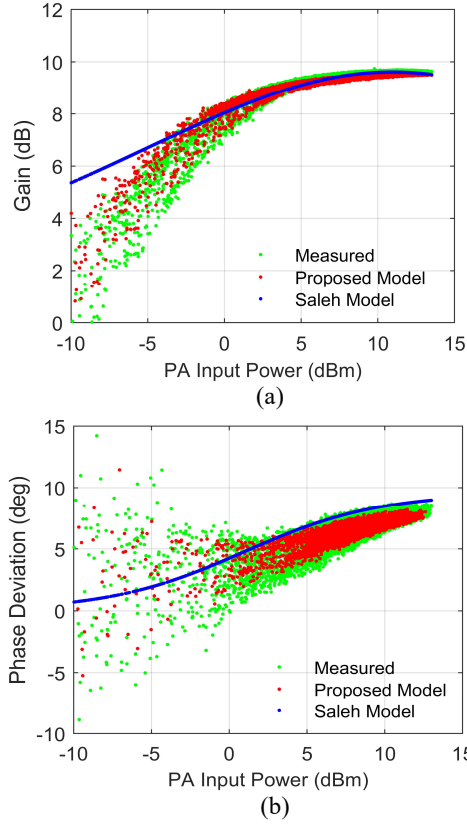 12
10
8
6
4
2
0
Gain (dB)
Measured
Proposed Model
Saleh Model
-10 -5 0 5 10 15
PA Input Power (dBm)
(a)
15
10
5
0
-5
-10
Phase Deviation (deg)
Measured
Proposed Model
Saleh Model
-10 -5 0 5 10 15
PA Input Power (dBm)
(b)